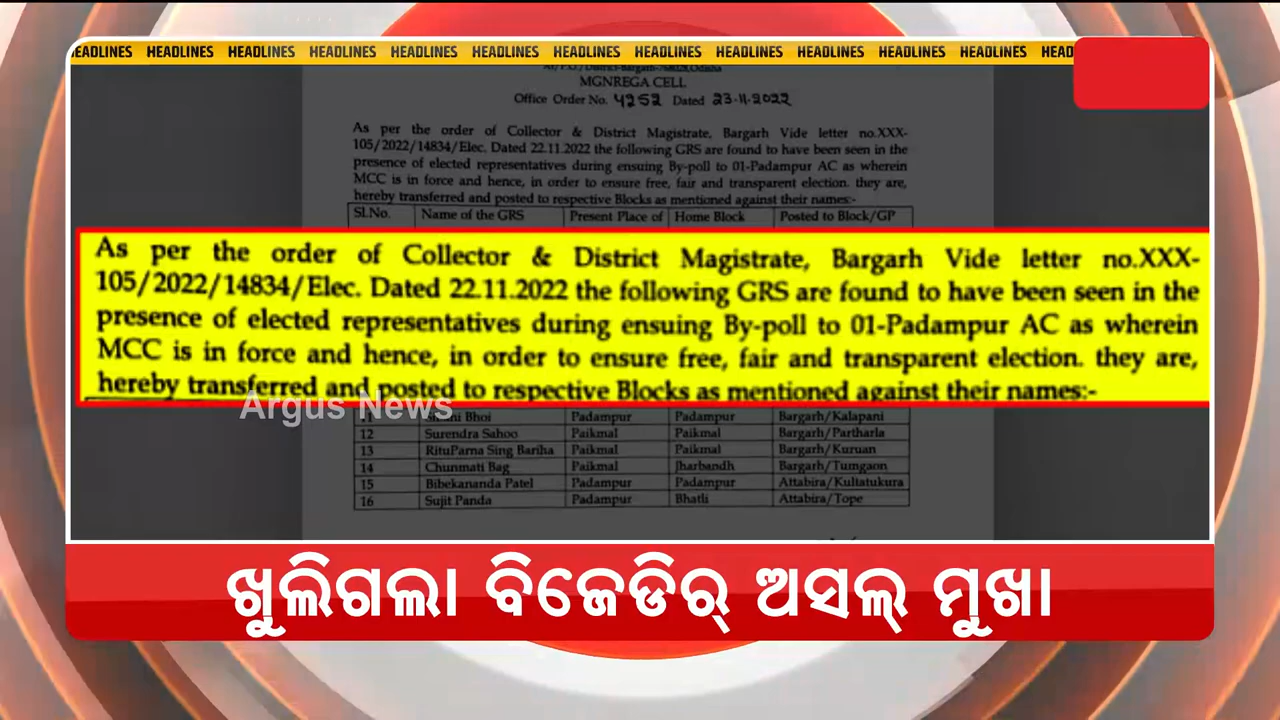 HEADLINES HEADLINES HEADLINES HEADLINES HEADLINES HEADLINES HEADLINES HEADLINES HEADLINES HEADLINES HEADLINES
MGNREGA CELL
Office Order No. 4252 Dated 23-11-2022
As per the order of Collector & District Magistrate, Bargarh Vide letter no.XXX-
105/2022/14834/Elec. Dated 22.11.2022 the following GRS are found to have been seen in the
presence of elected representatives during ensuing By-poll to 01-Padampur AC as wherein
MCC is in force and hence, in order to ensure free, fair and transparent election. they are,
hereby transferred and posted to respective Blocks as mentioned against their names:-
Sl.No. Name of the GRS Present Place of Home Block Posted to Block/GP
As per the order of Collector & District Magistrate, Bargarh Vide letter no.XXX-
105/2022/14834/Elec. Dated 22.11.2022 the following GRS are found to have been seen in the
presence of elected representatives during ensuing By-poll to 01-Padampur AC as wherein
MCC is in force and hence, in order to ensure free, fair and transparent election. they are,
hereby transferred and posted to respective Blocks as mentioned against their names:-
Argus News
11 Bhoi Padampur Padampur Bargarh/Kalapani
12 Surendra Sahoo Paikmal Paikmal Bargarh/Partharla
13 RituParna Sing Bariha Paikmal Paikmal Bargarh/Kuruan
14 Chunmati Bag Paikmal Jharbandh Bargarh/Tumgaon
15 Bibekananda Patel Padampur Padampur Attabira/Kultatukura
16 Sujit Panda Padampur Bhatli Attabira/Tope
ଖୁଲିଗଲା ବିଜେଡିର୍ ଅସଲ୍ ମୁଖା